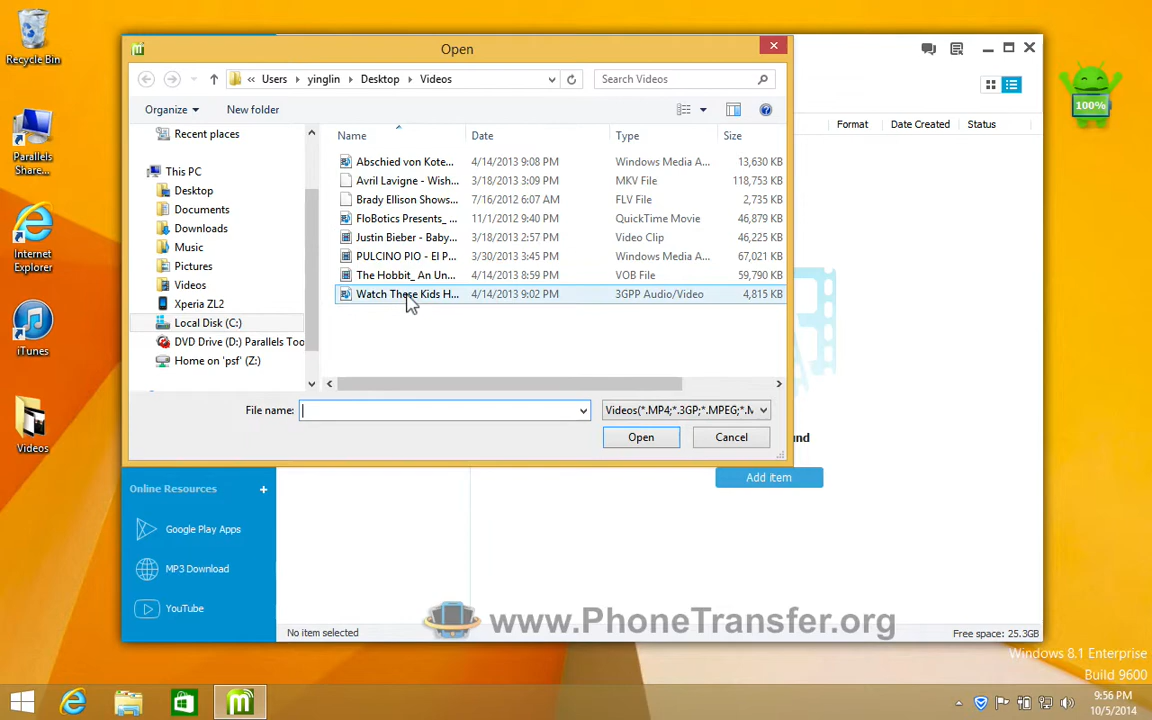 Recycle Bin
Parallels
Share...
Internet
Explorer
iTunes
Videos
Open
« Users ▸ yinglin ▸ Desktop ▸ Videos
Search Videos
Organize
New folder
Recent places
This PC
Desktop
Documents
Downloads
Music
Pictures
Videos
Xperia ZL2
Local Disk (C:)
DVD Drive (D:) Parallels Too
Home on 'psf' (Z:)
Name Date Type Size
Abschied von Kote... 4/14/2013 9:08 PM Windows Media A... 13,630 KB
Avril Lavigne - Wish... 3/18/2013 3:09 PM MKV File 118,753 KB
Brady Ellison Shows... 7/16/2012 6:07 AM FLV File 2,735 KB
FloBotics Presents_ ... 11/1/2012 9:40 PM QuickTime Movie 46,879 KB
Justin Bieber - Baby... 3/18/2013 2:57 PM Video Clip 46,225 KB
PULCINO PIO - El P... 3/30/2013 3:45 PM Windows Media A... 67,021 KB
The Hobbit_ An Un... 4/14/2013 8:59 PM VOB File 59,790 KB
Watch These Kids H... 4/14/2013 9:02 PM 3GPP Audio/Video 4,815 KB
File name:
Videos(*.MP4;*.3GP;*.MPEG;*.M
Open
Cancel
Format Date Created Status
100%
und
Add item
Online Resources +
Google Play Apps
MP3 Download
YouTube
No item selected
www.PhoneTransfer.org
Free space: 25.3GB
Windows 8.1 Enterprise
Build 9600
9:56 PM
10/5/2014